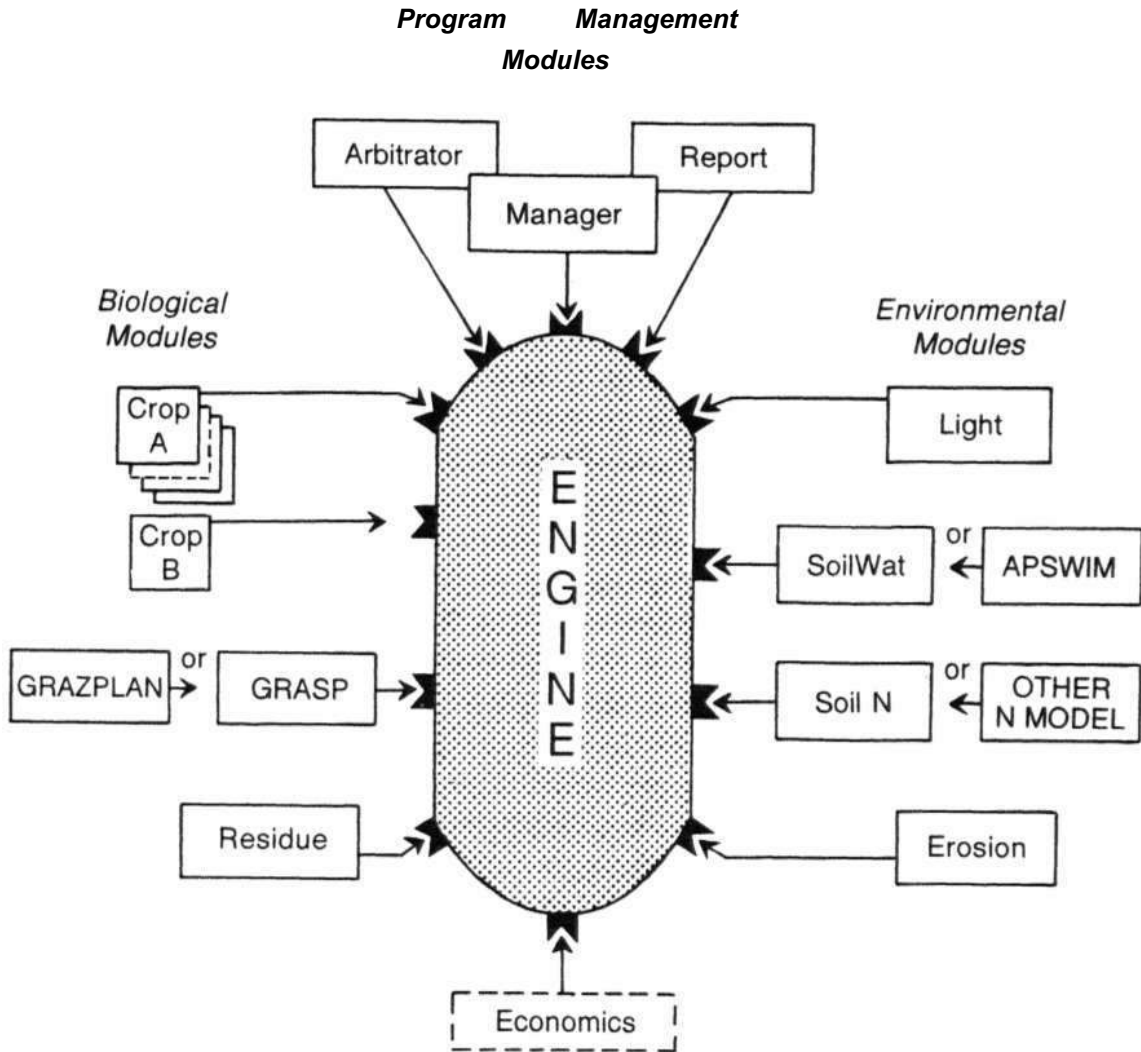 Program Management
Modules
Arbitrator
Report
Manager
Biological
Modules
Environmental
Modules
Crop
A
Light
Crop
B
ENGINE
SoilWat
or
APSWIM
GRAZPLAN
or
GRASP
Soil N
or
OTHER
N MODEL
Residue
Erosion
Economics